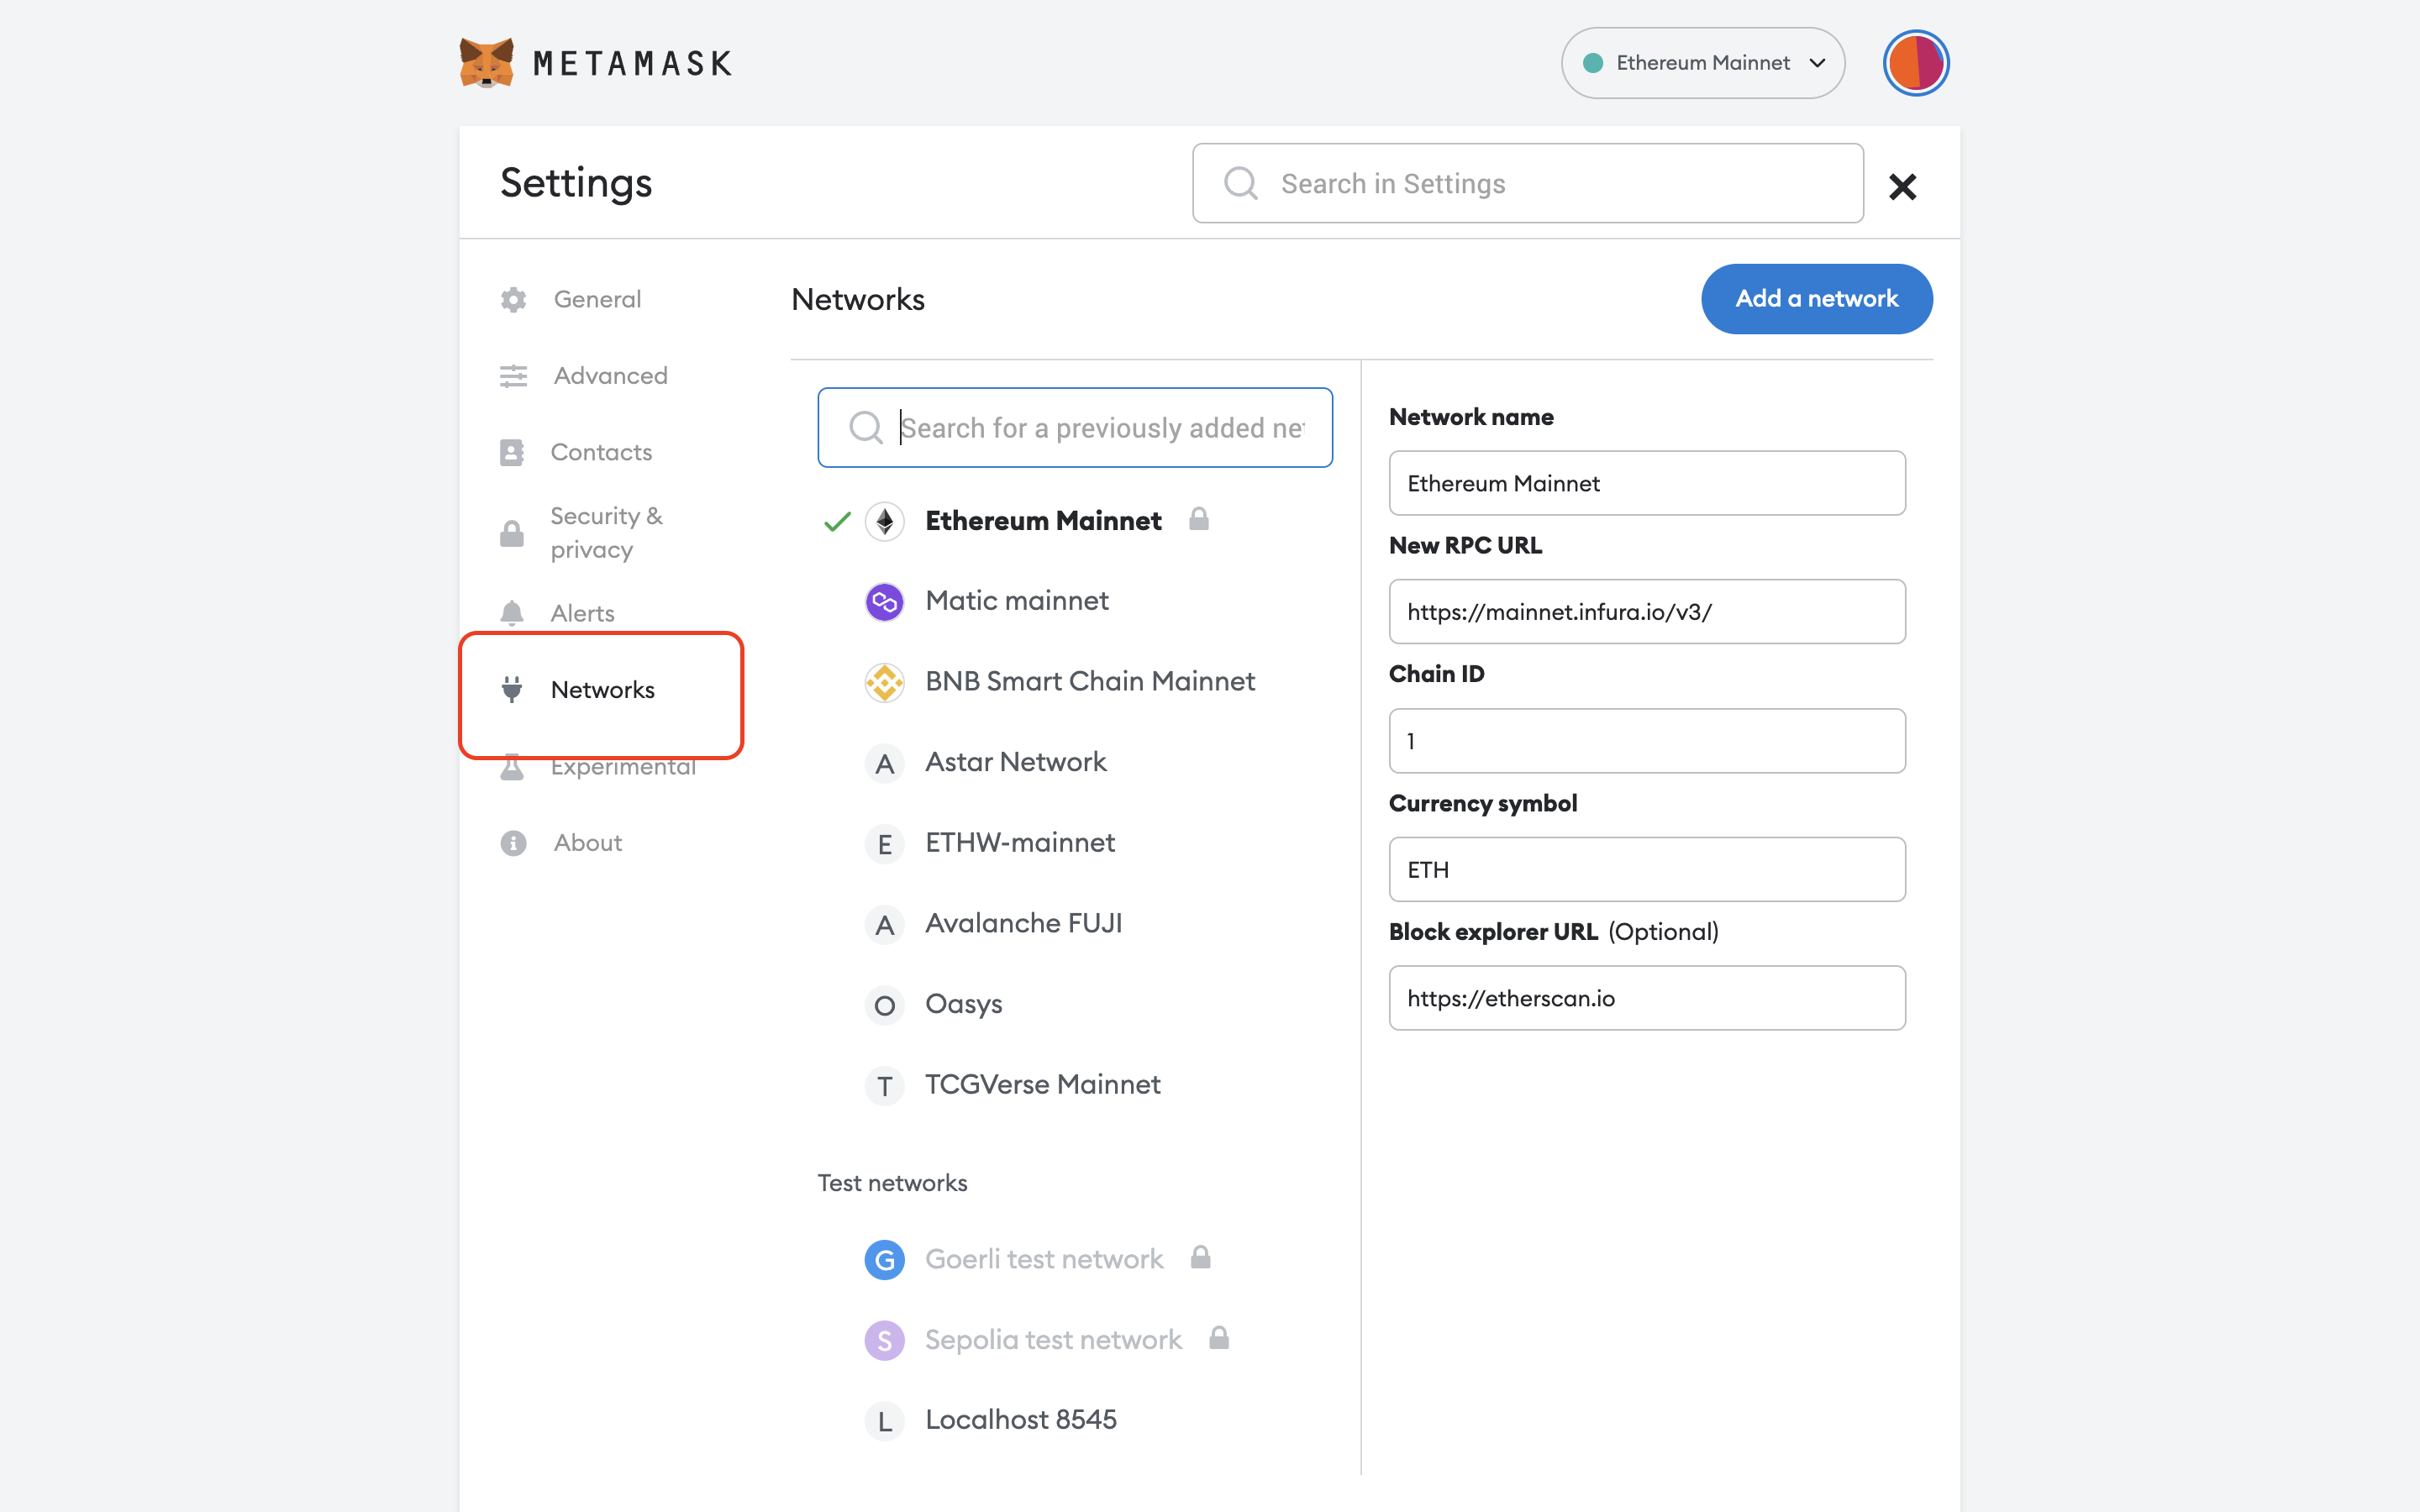 METAMASK
Ethereum Mainnet
Settings
Search in Settings
General
Advanced
Contacts
Security &
privacy
Alerts
Networks
Experimental
About
Networks
Add a network
Search for a previously added ne
Ethereum Mainnet
Matic mainnet
BNB Smart Chain Mainnet
A Astar Network
E ETHW-mainnet
A Avalanche FUJI
O Oasys
T TCGVerse Mainnet
Test networks
G Goerli test network
S Sepolia test network
L Localhost 8545
Network name
Ethereum Mainnet
New RPC URL
https://mainnet.infura.io/v3/
Chain ID
1
Currency symbol
ETH
Block explorer URL (Optional)
https://etherscan.io